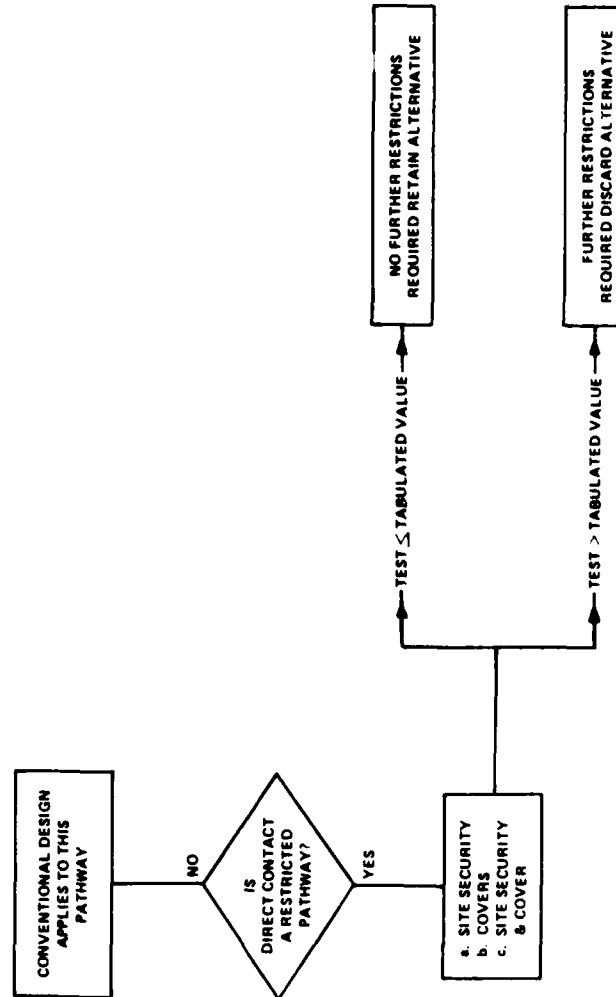 CONVENTIONAL DESIGN
APPLIES TO THIS
PATHWAY
NO
IS
DIRECT CONTACT
A RESTRICTED
PATHWAY?
YES
a. SITE SECURITY
b. COVERS
c. SITE SECURITY
& COVER
TEST ≤ TABULATED VALUE
NO FURTHER RESTRICTIONS
REQUIRED RETAIN ALTERNATIVE
TEST > TABULATED VALUE
FURTHER RESTRICTIONS
REQUIRED DISCARD ALTERNATIVE